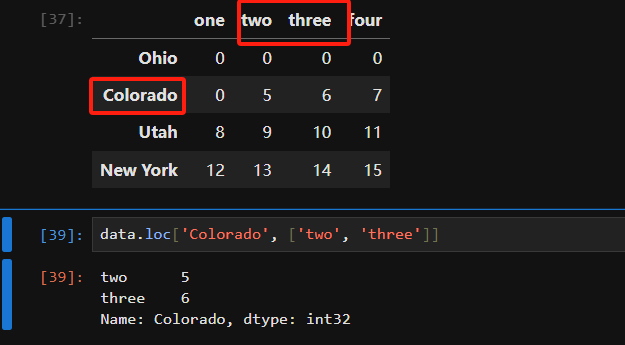 [37]:
one two three four
Ohio 0 0 0 0
Colorado 0 5 6 7
Utah 8 9 10 11
New York 12 13 14 15
[39]: data.loc['Colorado', ['two', 'three']]
[39]: two 5
three 6
Name: Colorado, dtype: int32